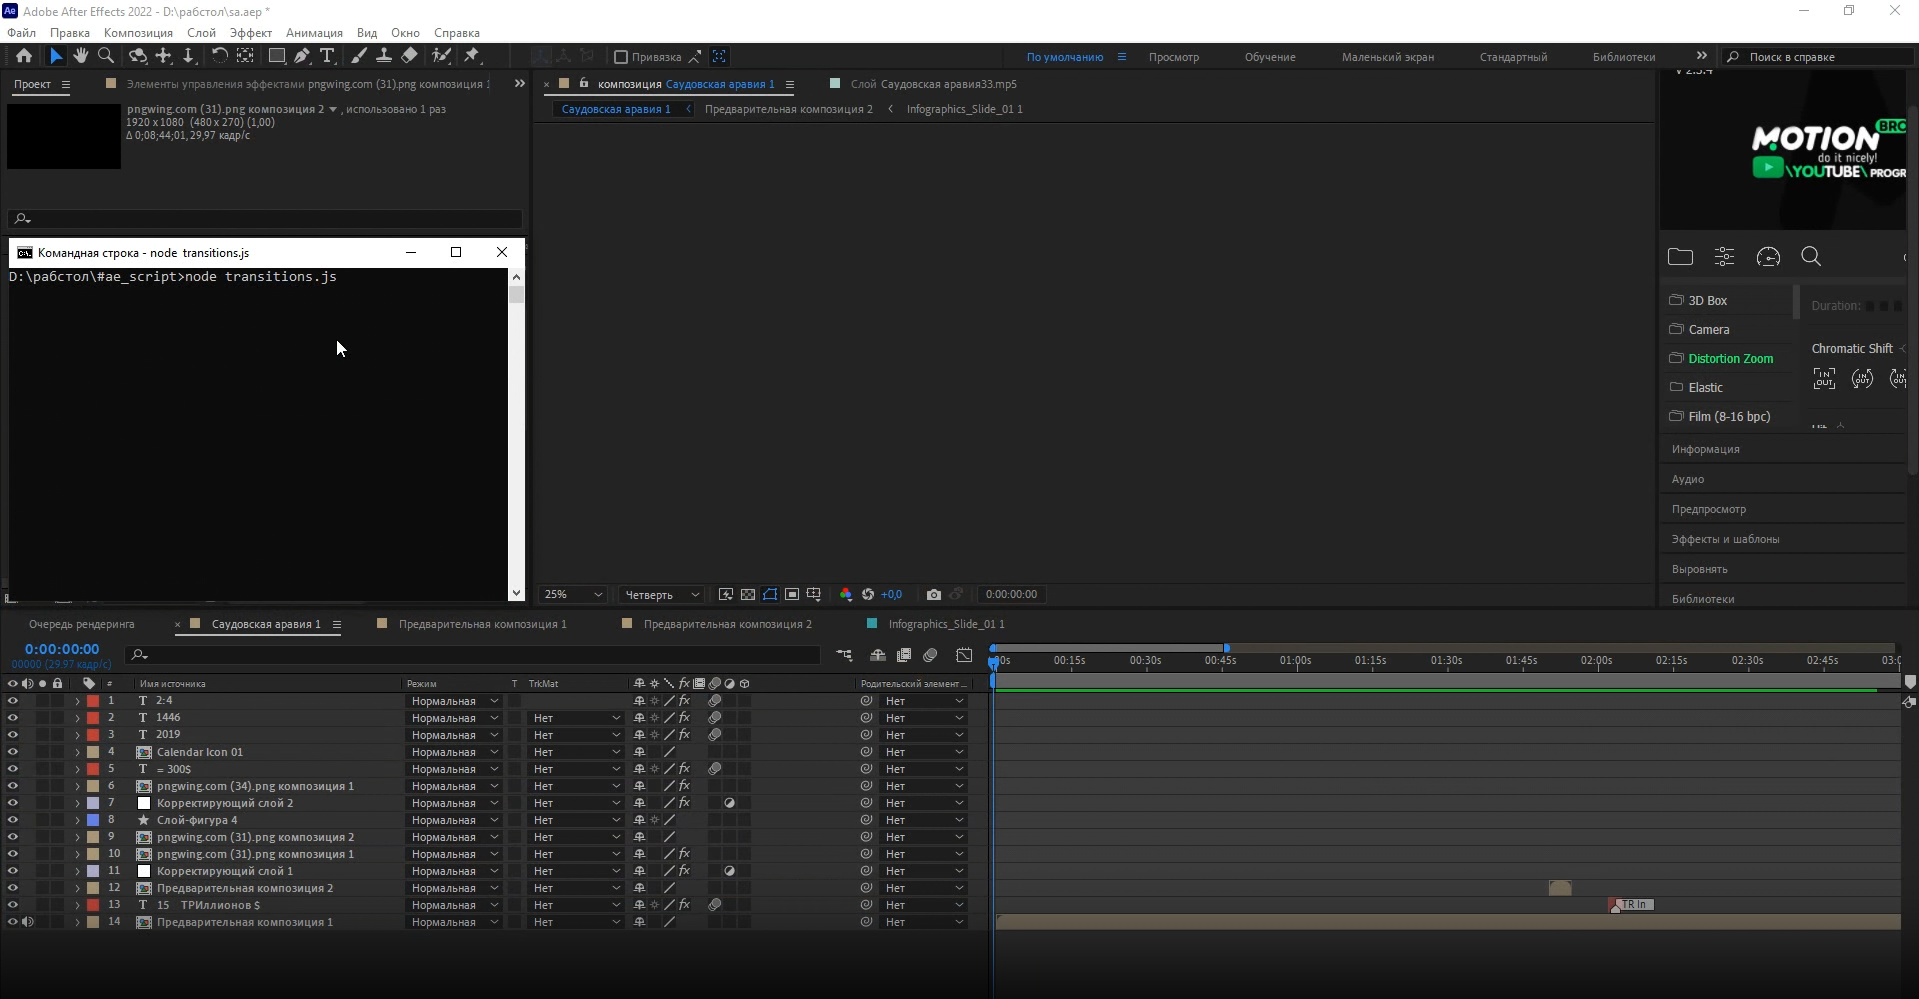 Adobe After Effects 2022 - D:\рабстол\sa.aep *
Файл Правка Композиция Слой Эффект Анимация Вид Окно Справка
Привязка
По умолчанию Просмотр Обучение Маленький экран Стандартный Библиотеки Поиск в справке
Проект Элементы управления эффектами pngwing.com (31).png композиция
композиция Саудовская аравия 1 Слой Саудовская аравия33.mp5
pngwing.com (31).png композиция 2 , использовано 1 раз
1920 x 1080 (480 x 270) (1,00)
Δ 0;08;44;01, 29,97 кадр/с
Саудовская аравия 1 Предварительная композиция 2 Infographics_Slide_01 1
MOTION BRO
do it nicely!
\YOUTUBE\ PROGR
Командная строка - node transitions.js
D:\рабстол\#ae_script>node transitions.js
3D Box
Camera
Distortion Zoom
Elastic
Film (8-16 bpc)
Duration:
Chromatic Shift
IN OUT
Информация
Аудио
Предпросмотр
Эффекты и шаблоны
Выровнять
Библиотеки
25% Четверть +0,0 0:00:00:00
Очередь рендеринга Саудовская аравия 1 Предварительная композиция 1 Предварительная композиция 2 Infographics_Slide_01 1
0:00:00:00
00000 (29.97 кадр/с)
00s 00:15s 00:30s 00:45s 01:00s 01:15s 01:30s 01:45s 02:00s 02:15s 02:30s 02:45s 03:0
# Имя источника Режим T TrkMat Родительский элемент ...
1 T 2:4 Нормальная Нет
2 T 1446 Нормальная Нет Нет
3 T 2019 Нормальная Нет Нет
4 Calendar Icon 01 Нормальная Нет Нет
5 T = 300$ Нормальная Нет Нет
6 pngwing.com (34).png композиция 1 Нормальная Нет Нет
7 Корректирующий слой 2 Нормальная Нет Нет
8 Слой-фигура 4 Нормальная Нет Нет
9 pngwing.com (31).png композиция 2 Нормальная Нет Нет
10 pngwing.com (31).png композиция 1 Нормальная Нет Нет
11 Корректирующий слой 1 Нормальная Нет Нет
12 Предварительная композиция 2 Нормальная Нет Нет
13 T 15 ТРИллионов $ Нормальная Нет Нет TR In
14 Предварительная композиция 1 Нормальная Нет Нет